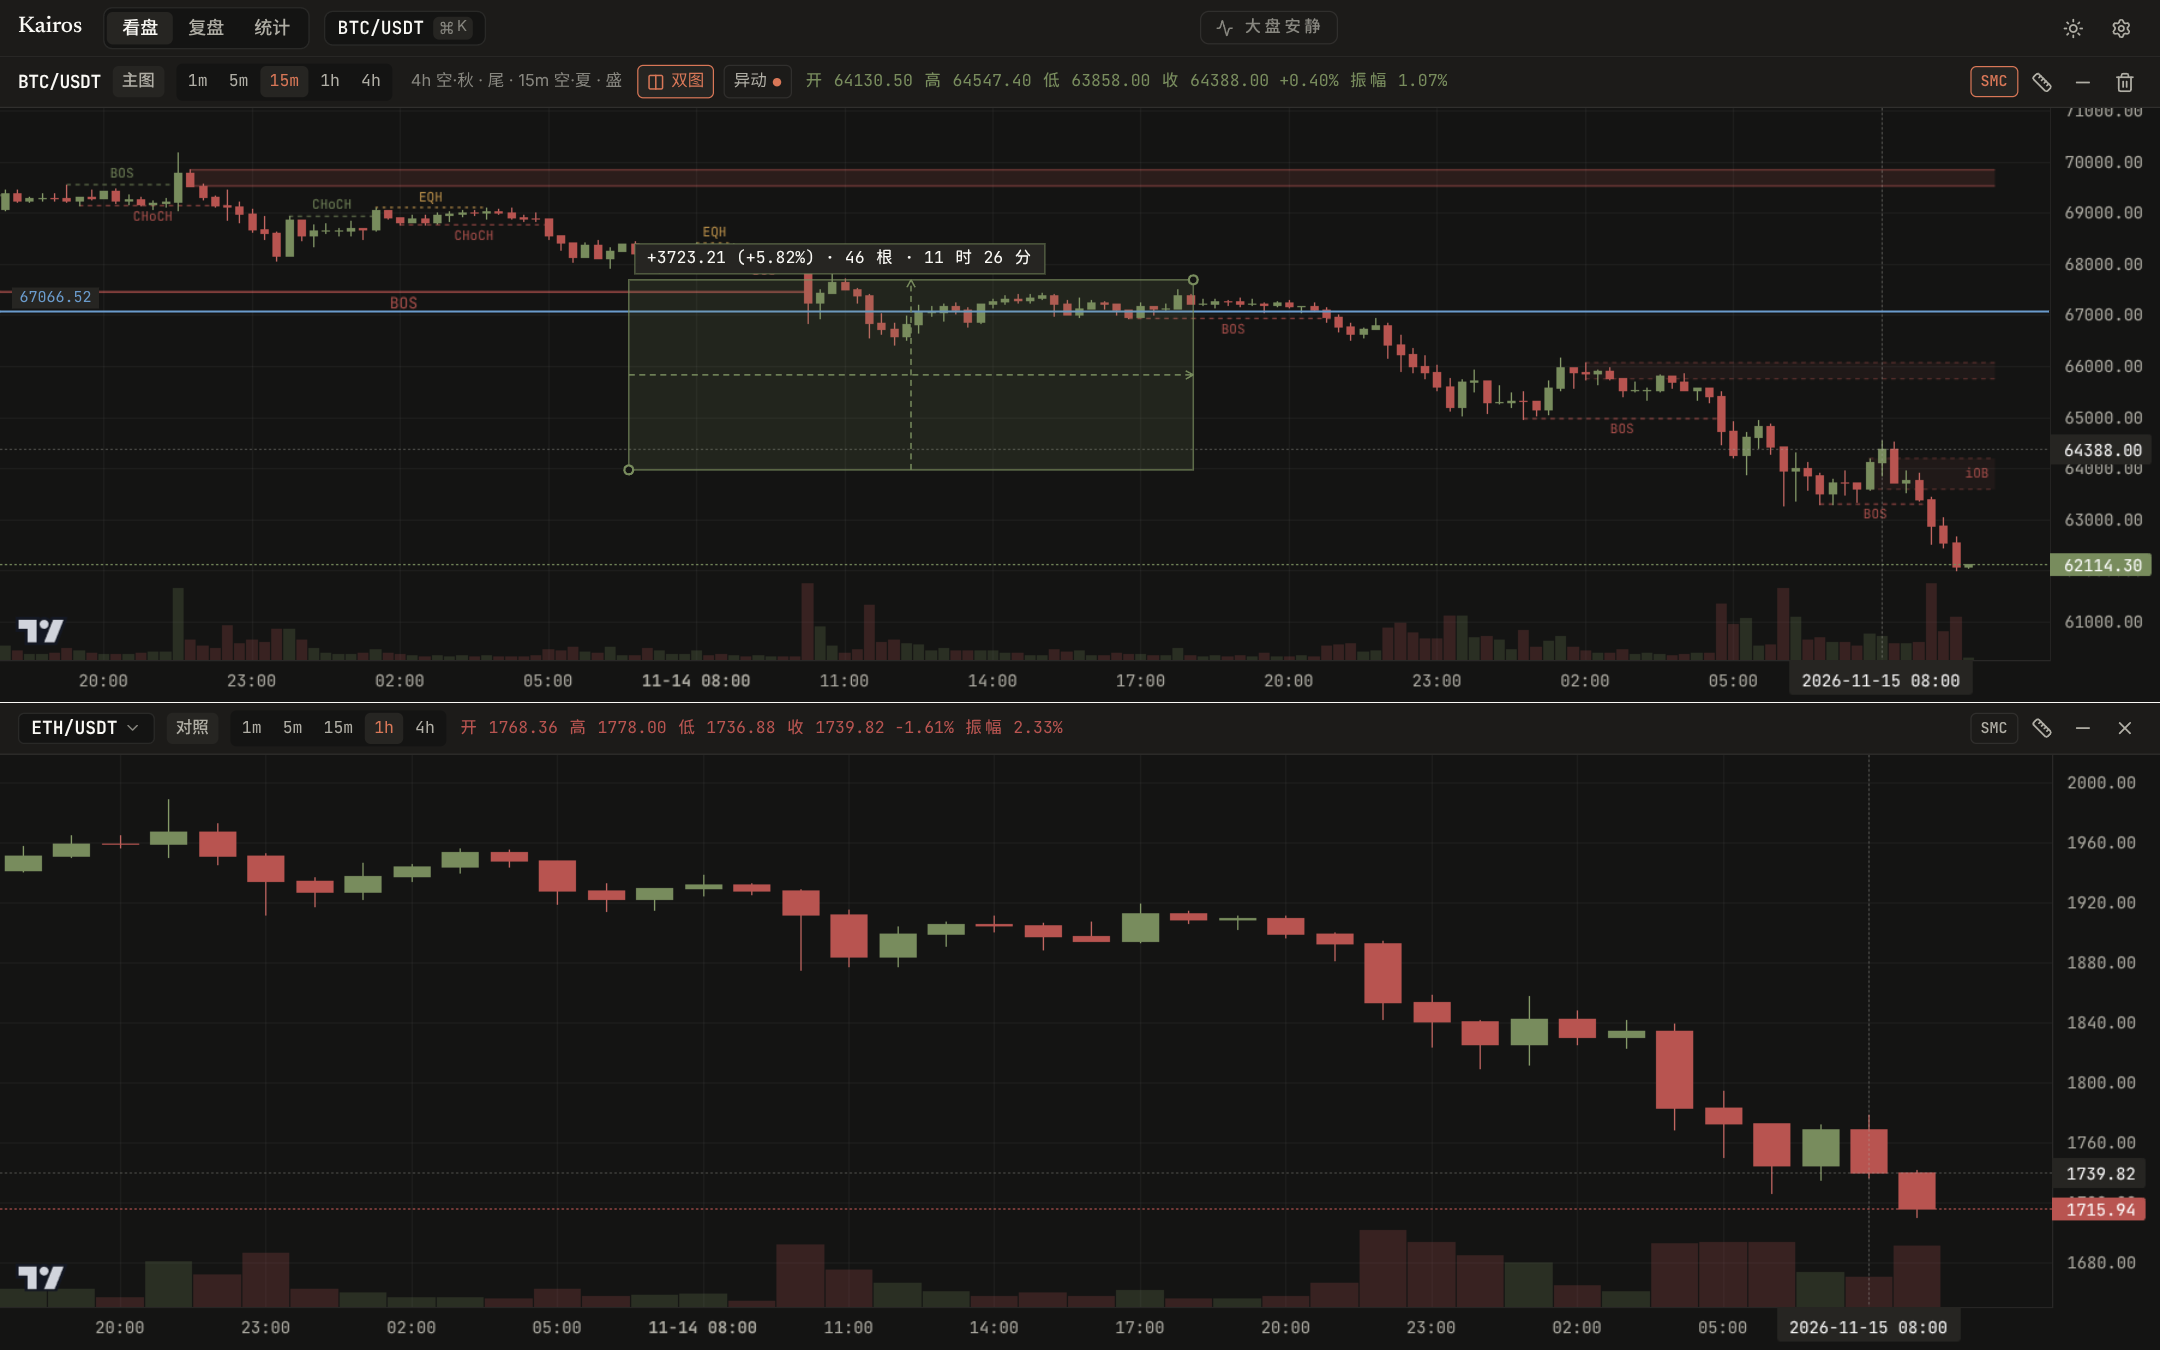 Kairos 看盘 复盘 统计 BTC/USDT ⌘K 大盘安静
BTC/USDT 主图 1m 5m 15m 1h 4h 4h 空·秋·尾·15m 空·夏·盛 双图 异动 开 64130.50 高 64547.40 低 63858.00 收 64388.00 +0.40% 振幅 1.07% SMC
71000.00
70000.00
BOS
CHoCH
CHoCH
EQH
CHoCH
69000.00
EQH
+3723.21 (+5.82%) · 46 根 · 11 时 26 分
68000.00
67066.52
BOS
67000.00
BOS
66000.00
65000.00
BOS
64388.00
64000.00
iOB
BOS
63000.00
62114.30
61000.00
20:00 23:00 02:00 05:00 11-14 08:00 11:00 14:00 17:00 20:00 23:00 02:00 05:00 2026-11-15 08:00
ETH/USDT 对照 1m 5m 15m 1h 4h 开 1768.36 高 1778.00 低 1736.88 收 1739.82 -1.61% 振幅 2.33% SMC
2000.00
1960.00
1920.00
1880.00
1840.00
1800.00
1760.00
1739.82
1715.94
1680.00
20:00 23:00 02:00 05:00 11-14 08:00 11:00 14:00 17:00 20:00 23:00 02:00 05:00 2026-11-15 08:00